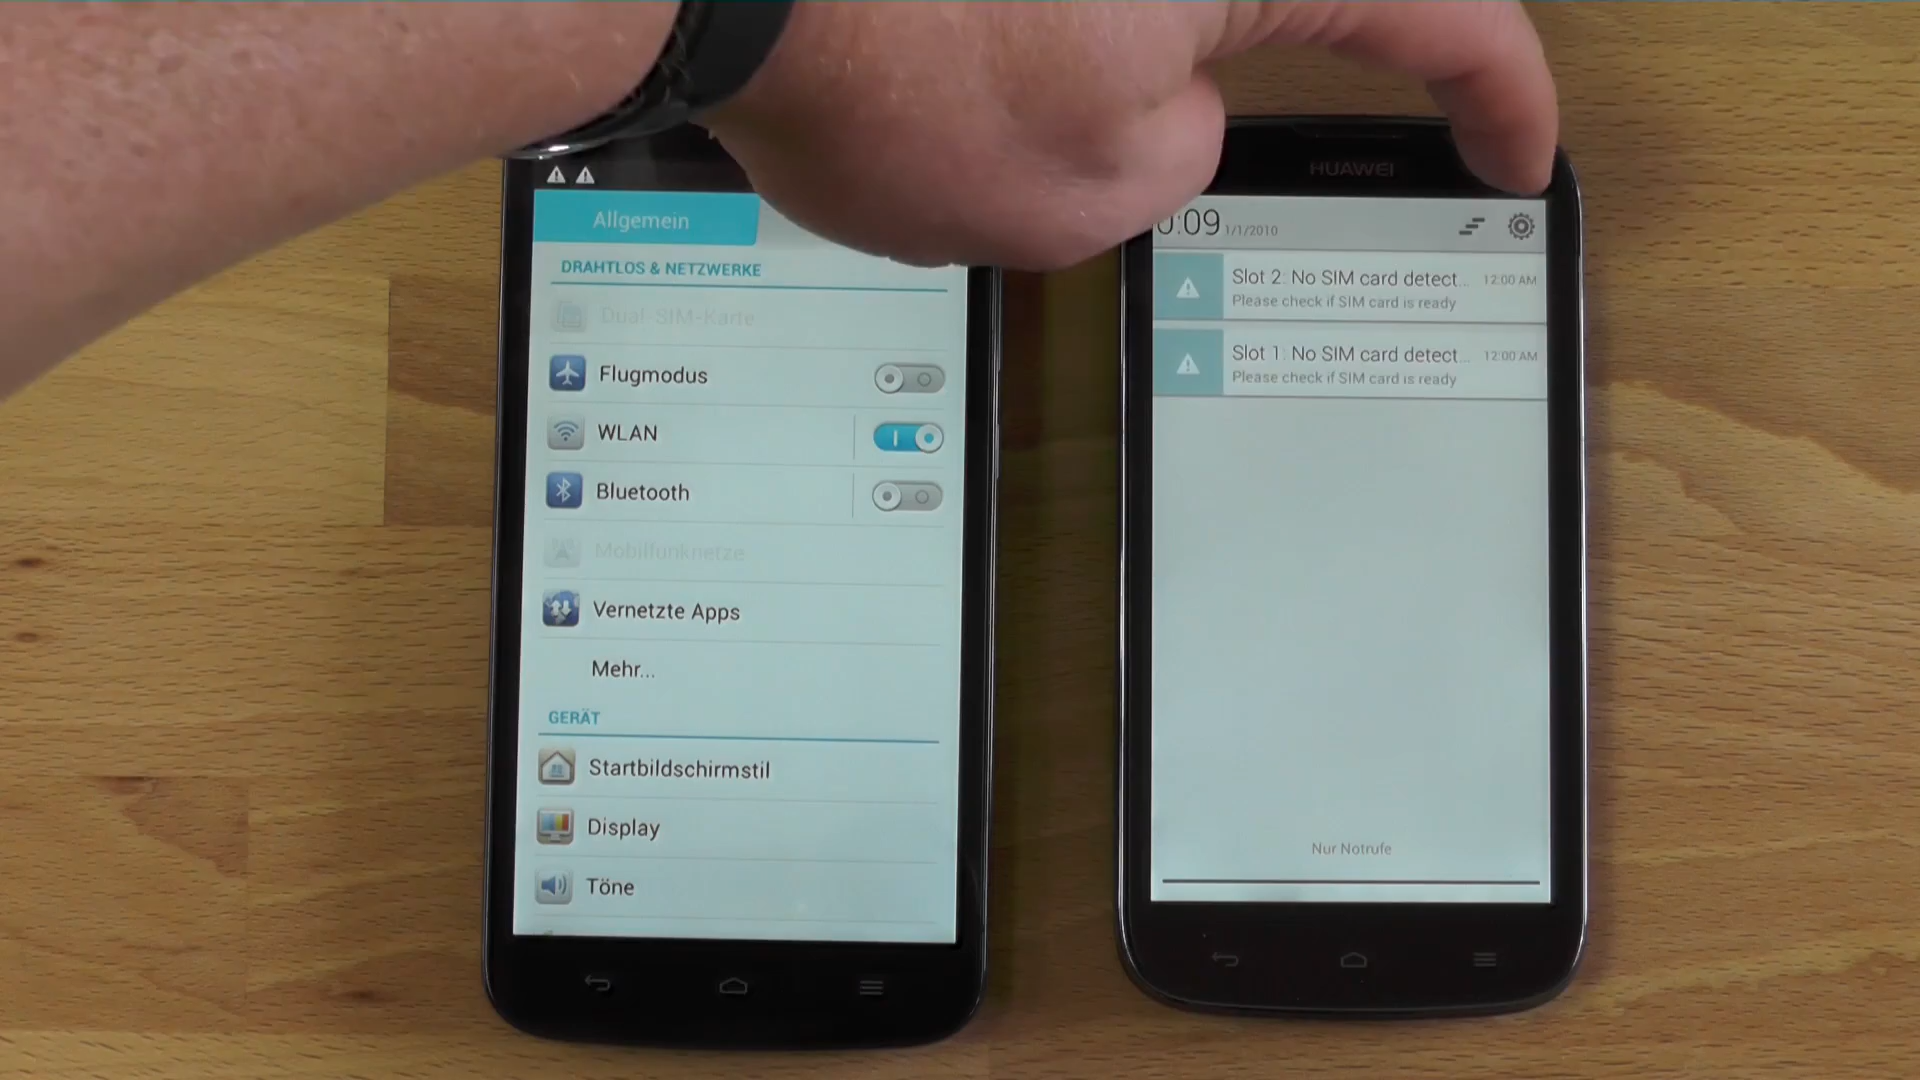 Allgemein
DRAHTLOS & NETZWERKE
Dual-SIM-Karte
Flugmodus
WLAN
Bluetooth
Mobilfunknetze
Vernetzte Apps
Mehr...
GERÄT
Startbildschirmstil
Display
Töne
HUAWEI
0:09 1/1/2010
Slot 2: No SIM card detect... 12:00 AM
Please check if SIM card is ready
Slot 1: No SIM card detect... 12:00 AM
Please check if SIM card is ready
Nur Notrufe